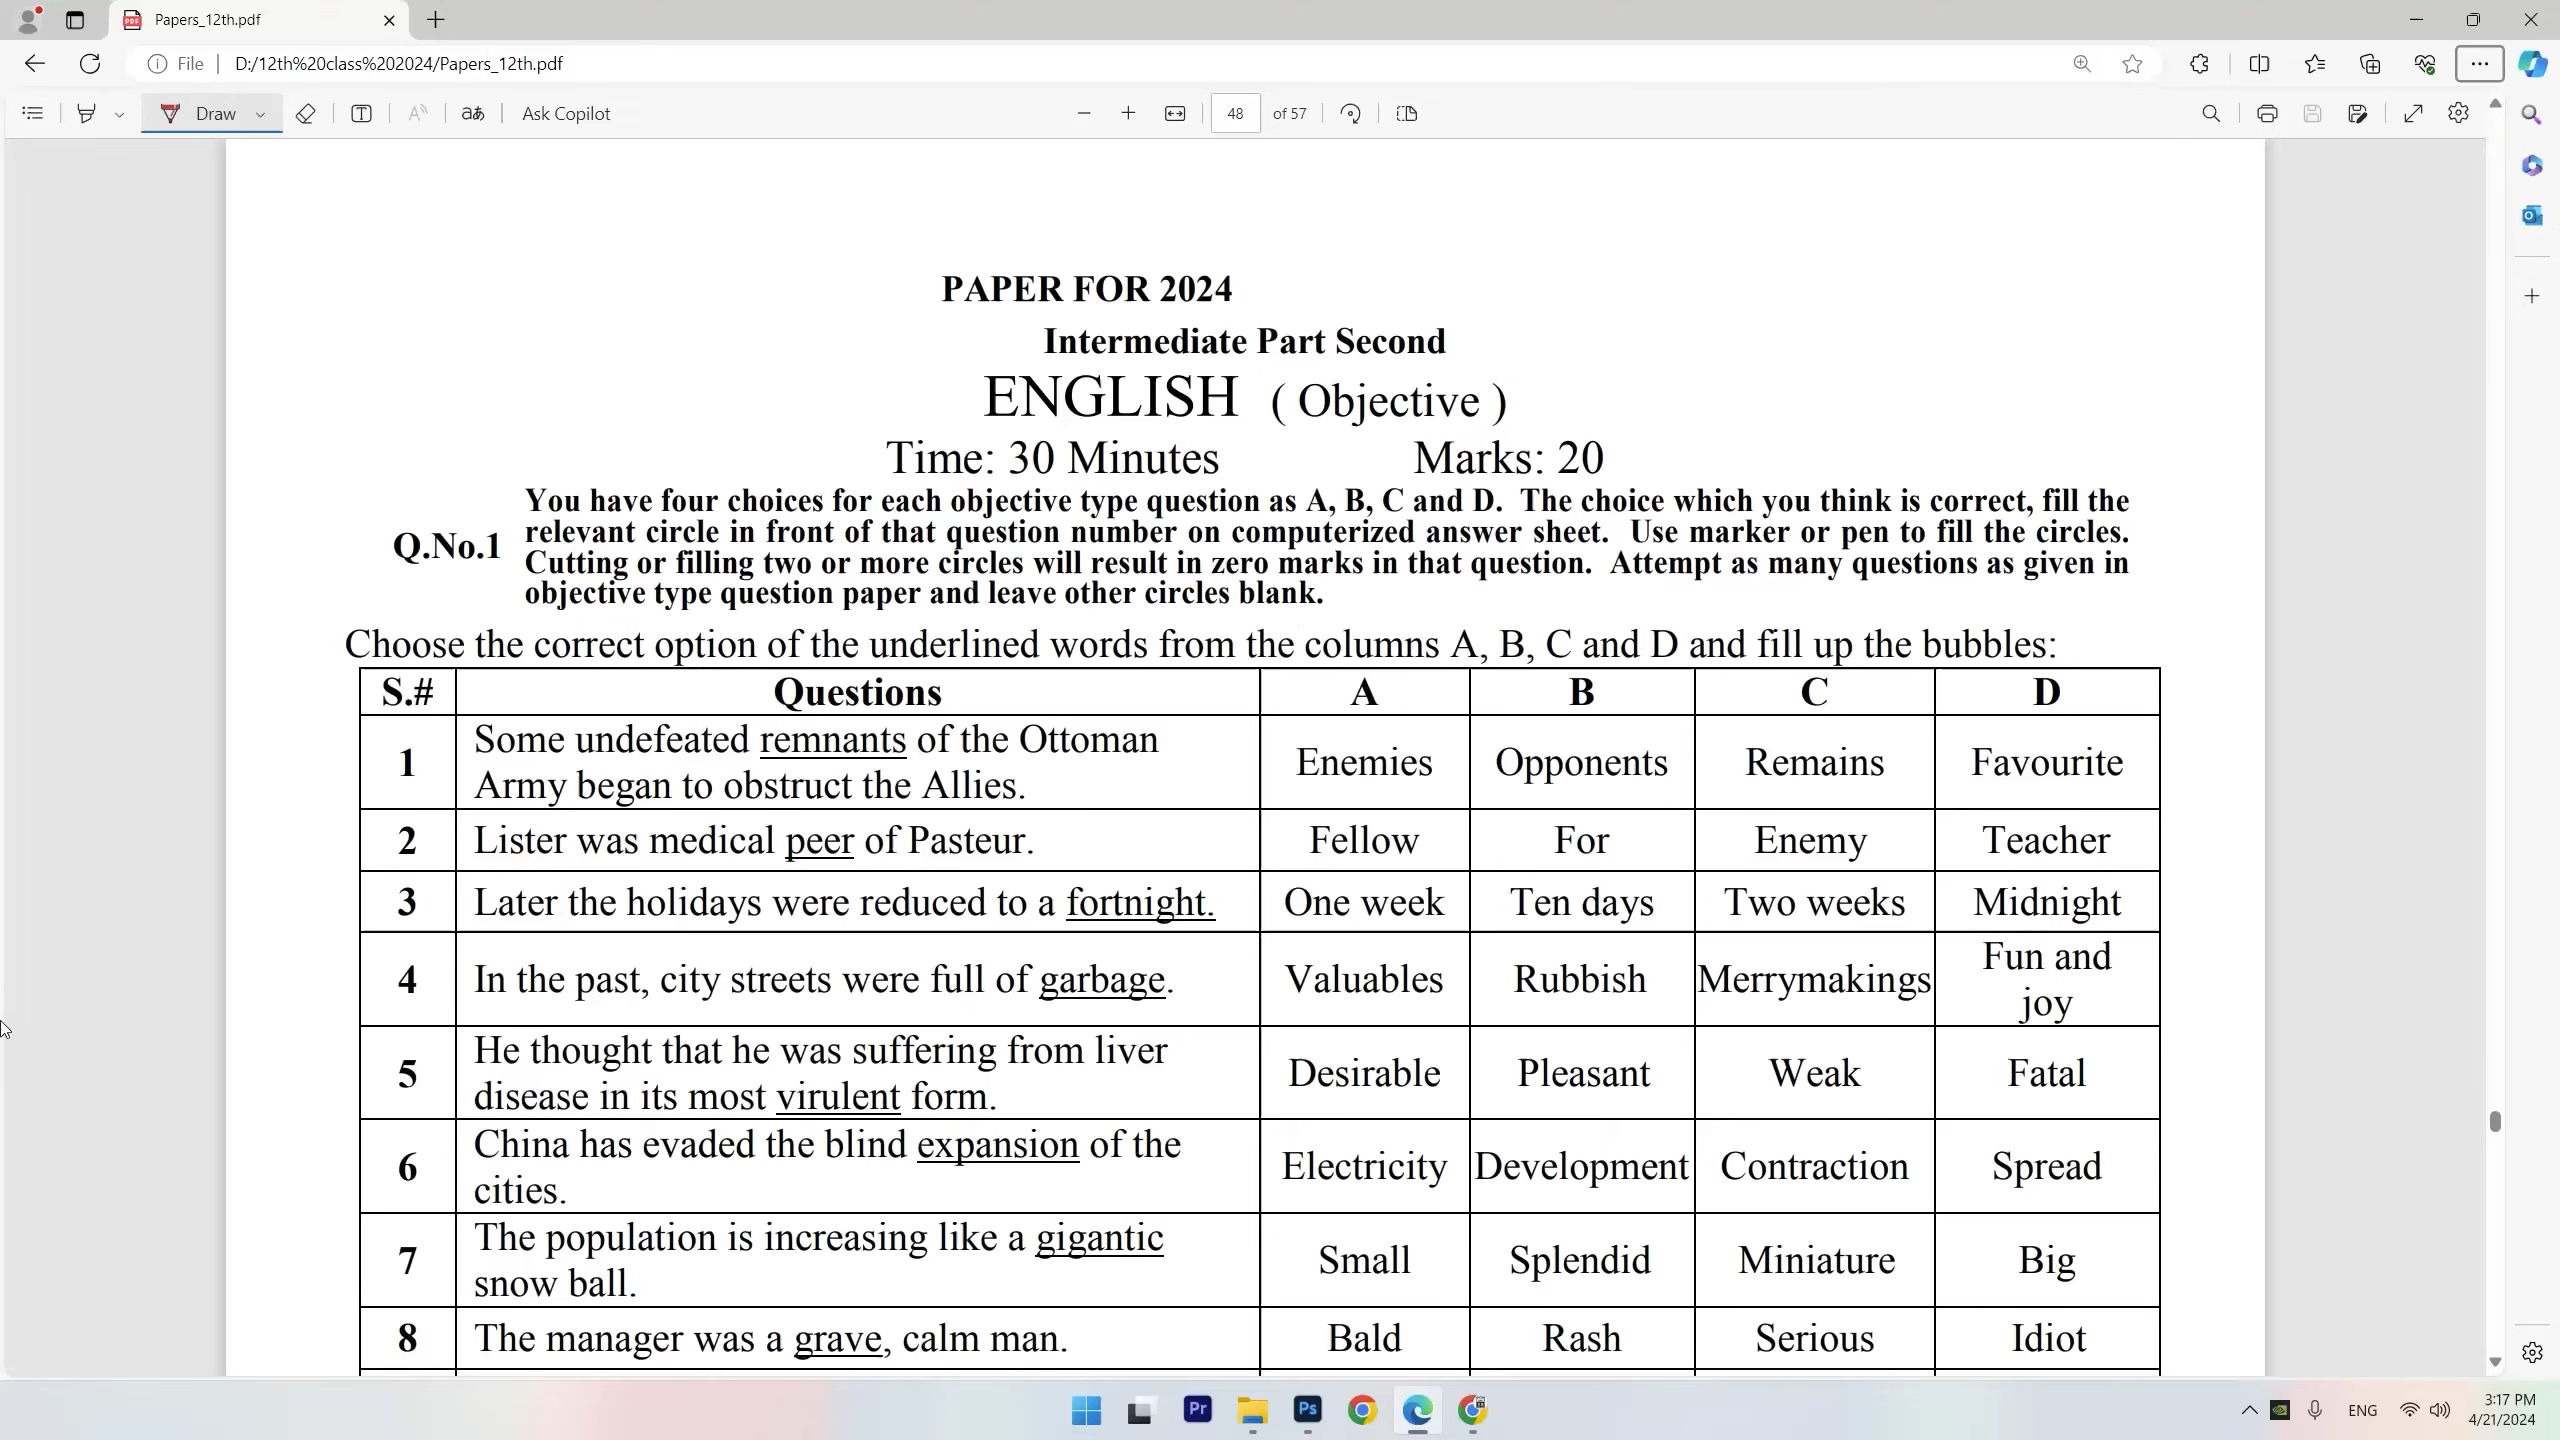 Papers_12th.pdf
File
D:/12th%20class%202024/Papers_12th.pdf
Draw
Ask Copilot
48 of 57
PAPER FOR 2024
Intermediate Part Second
ENGLISH ( Objective )
Time: 30 Minutes Marks: 20
Q.No.1
You have four choices for each objective type question as A, B, C and D. The choice which you think is correct, fill the
relevant circle in front of that question number on computerized answer sheet. Use marker or pen to fill the circles.
Cutting or filling two or more circles will result in zero marks in that question. Attempt as many questions as given in
objective type question paper and leave other circles blank.
Choose the correct option of the underlined words from the columns A, B, C and D and fill up the bubbles:
S.# Questions A B C D
1 Some undefeated remnants of the Ottoman
Army began to obstruct the Allies. Enemies Opponents Remains Favourite
2 Lister was medical peer of Pasteur. Fellow For Enemy Teacher
3 Later the holidays were reduced to a fortnight. One week Ten days Two weeks Midnight
4 In the past, city streets were full of garbage. Valuables Rubbish Merrymakings Fun and
joy
5 He thought that he was suffering from liver
disease in its most virulent form. Desirable Pleasant Weak Fatal
6 China has evaded the blind expansion of the
cities. Electricity Development Contraction Spread
7 The population is increasing like a gigantic
snow ball. Small Splendid Miniature Big
8 The manager was a grave, calm man. Bald Rash Serious Idiot
Pr
Ps
ENG
3:17 PM
4/21/2024